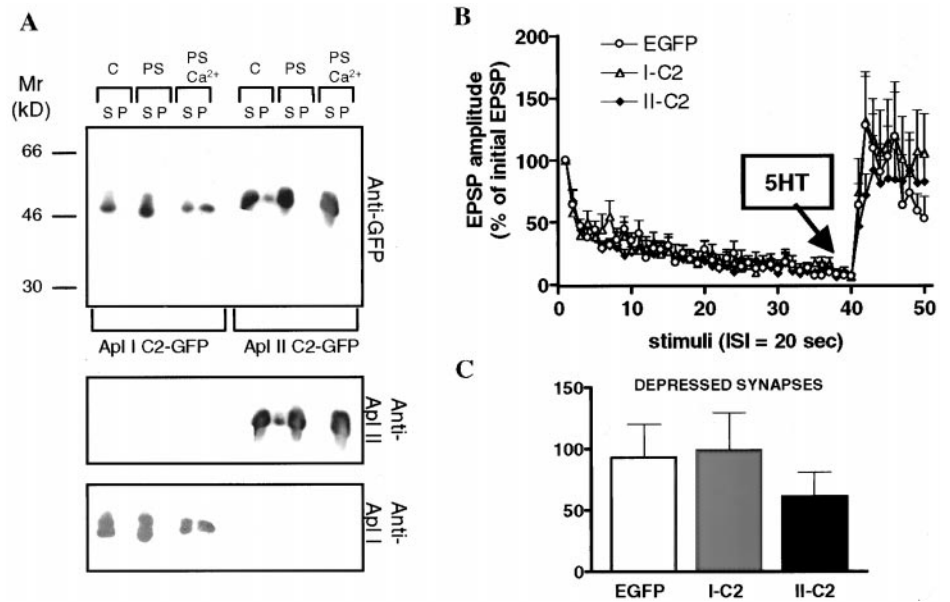 A
C PS PS Ca²⁺ C PS PS Ca²⁺
Mr (kD)
S P S P S P S P S P S P
66
46
30
Anti-GFP
Apl I C2-GFP Apl II C2-GFP
Anti-Apl II
Anti-Apl I
B
EGFP
I-C2
II-C2
EPSP amplitude
(% of initial EPSP)
200
150
100
50
0
5HT
0 10 20 30 40 50
stimuli (ISI = 20 sec)
C
DEPRESSED SYNAPSES
150
100
50
0
EGFP I-C2 II-C2